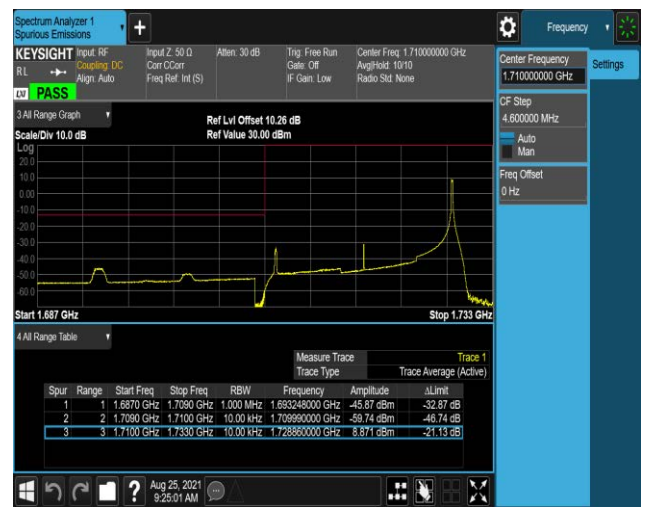 Spectrum Analyzer 1
Spurious Emissions
Frequency
KEYSIGHT Input: RF Input Z: 50 Ω Atten: 30 dB Trig: Free Run Center Freq: 1.710000000 GHz
RL Coupling: DC Corr CCorr Gate: Off Avg|Hold: 10/10
Align: Auto Freq Ref: Int (S) IF Gain: Low Radio Std: None
LXI PASS
Center Frequency
1.710000000 GHz
Settings
CF Step
4.600000 MHz
Auto
Man
Freq Offset
0 Hz
3 All Range Graph
Ref Lvl Offset 10.26 dB
Scale/Div 10.0 dB Ref Value 30.00 dBm
Log
20.0
10.0
0.00
-10.0
-20.0
-30.0
-40.0
-50.0
-60.0
Start 1.687 GHz Stop 1.733 GHz
4 All Range Table
Measure Trace Trace 1
Trace Type Trace Average (Active)
Spur Range Start Freq Stop Freq RBW Frequency Amplitude ΔLimit
1 1 1.6870 GHz 1.7090 GHz 1.000 MHz 1.693248000 GHz -45.87 dBm -32.87 dB
2 2 1.7090 GHz 1.7100 GHz 10.00 kHz 1.709990000 GHz -59.74 dBm -46.74 dB
3 3 1.7100 GHz 1.7330 GHz 10.00 kHz 1.728860000 GHz 8.871 dBm -21.13 dB
Aug 25, 2021
9:25:01 AM